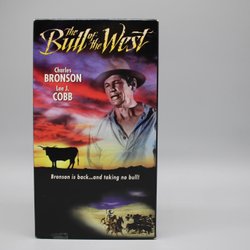 The
Bull of the West
Charles
BRONSON
Lee J.
COBB
Bronson is back...and taking no bull!